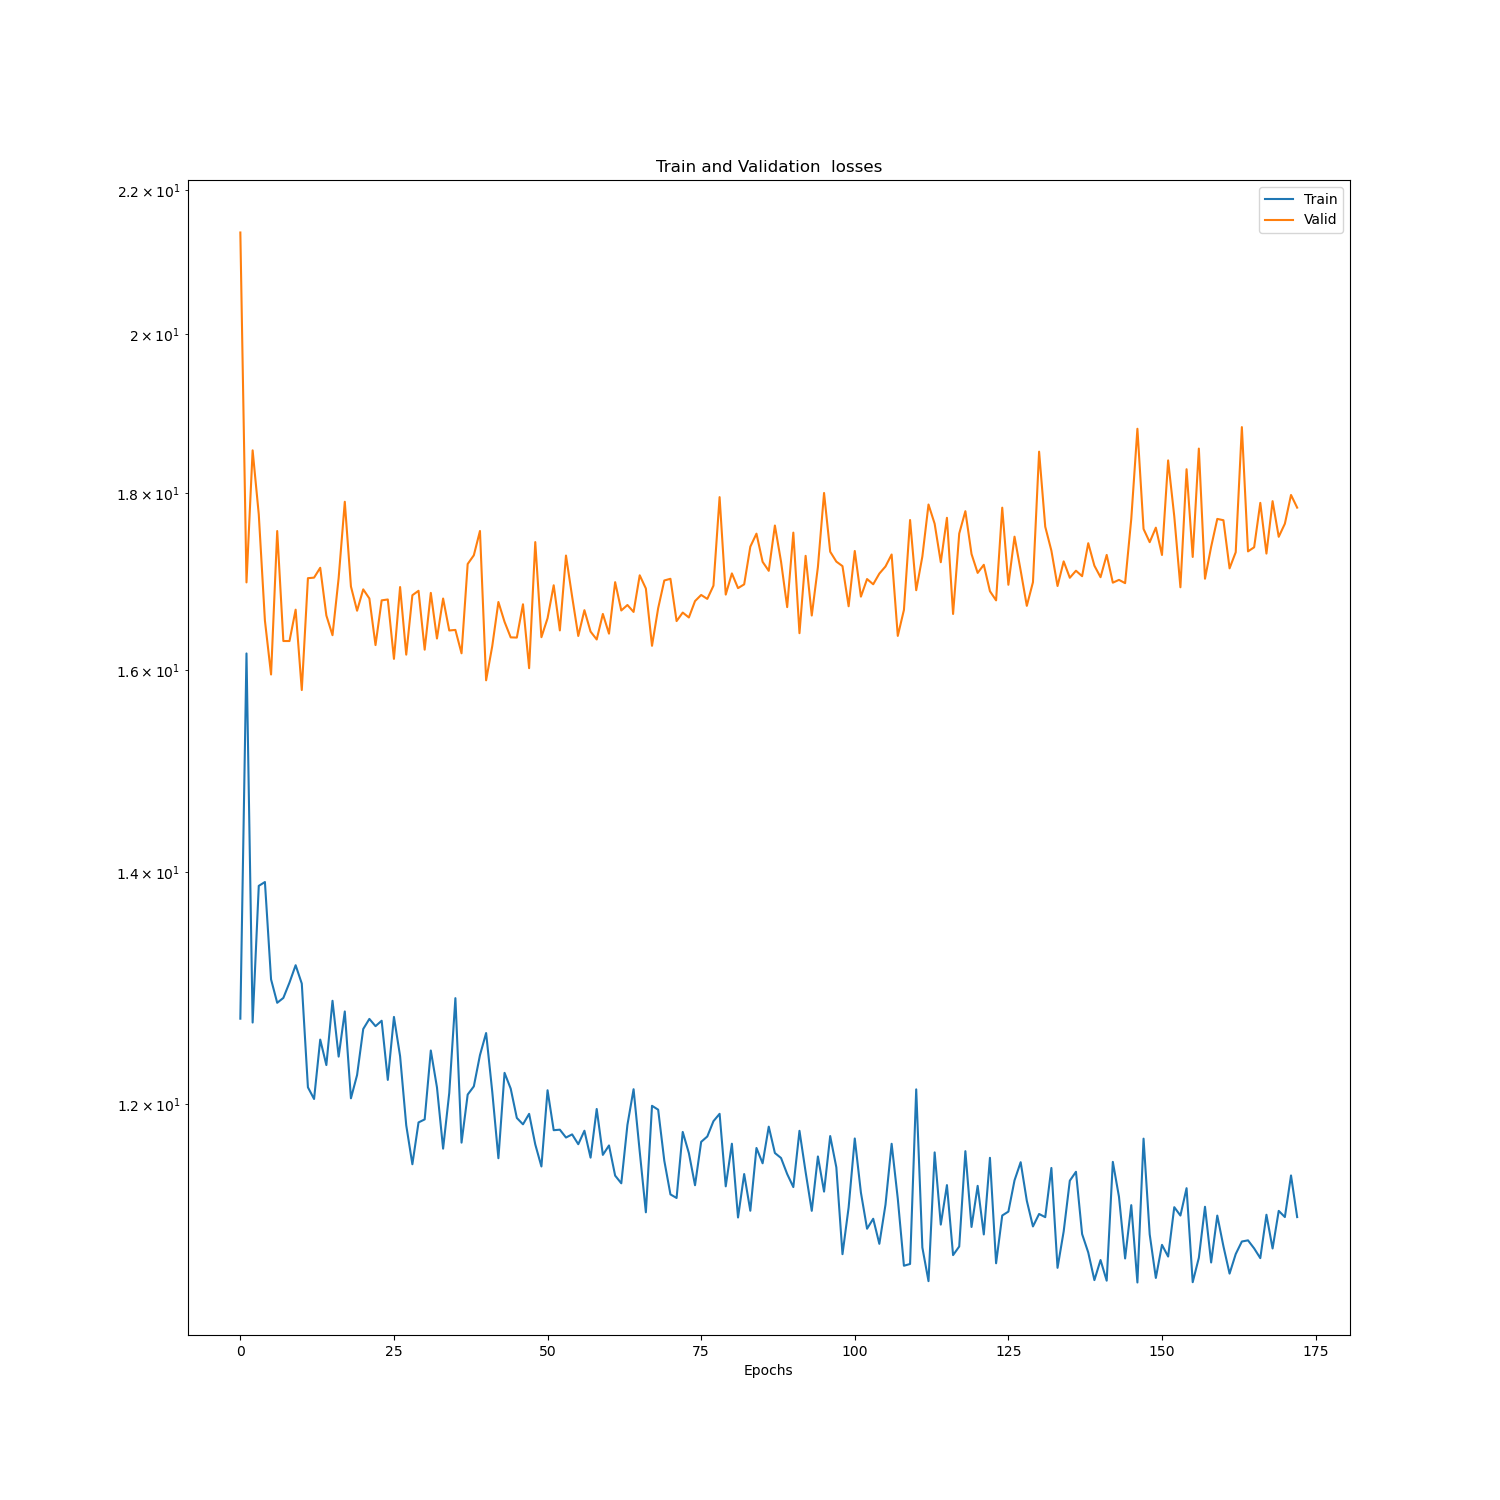 Train and Validation  losses
Train
Valid
2.2 × 10¹
2 × 10¹
1.8 × 10¹
1.6 × 10¹
1.4 × 10¹
1.2 × 10¹
0 25 50 75 100 125 150 175
Epochs